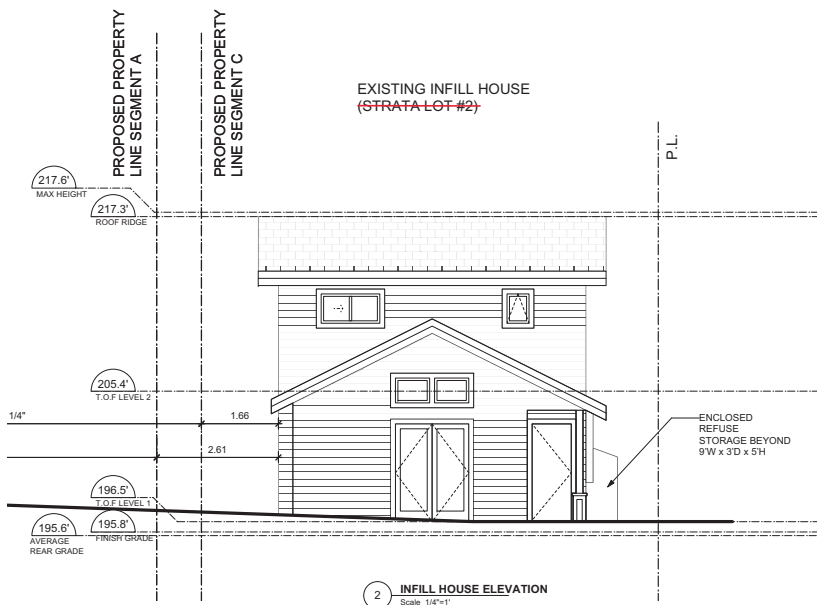 PROPOSED PROPERTY
LINE SEGMENT A
PROPOSED PROPERTY
LINE SEGMENT C
EXISTING INFILL HOUSE
(STRATA LOT #2)
P.L.
217.6'
MAX HEIGHT
217.3'
ROOF RIDGE
205.4'
T.O.F LEVEL 2
1/4"
1.66
2.61
ENCLOSED
REFUSE
STORAGE BEYOND
9'W x 3'D x 5'H
196.5'
T.O.F LEVEL 1
195.6'
AVERAGE
REAR GRADE
195.8'
FINISH GRADE
2
INFILL HOUSE ELEVATION
Scale 1/4"=1'